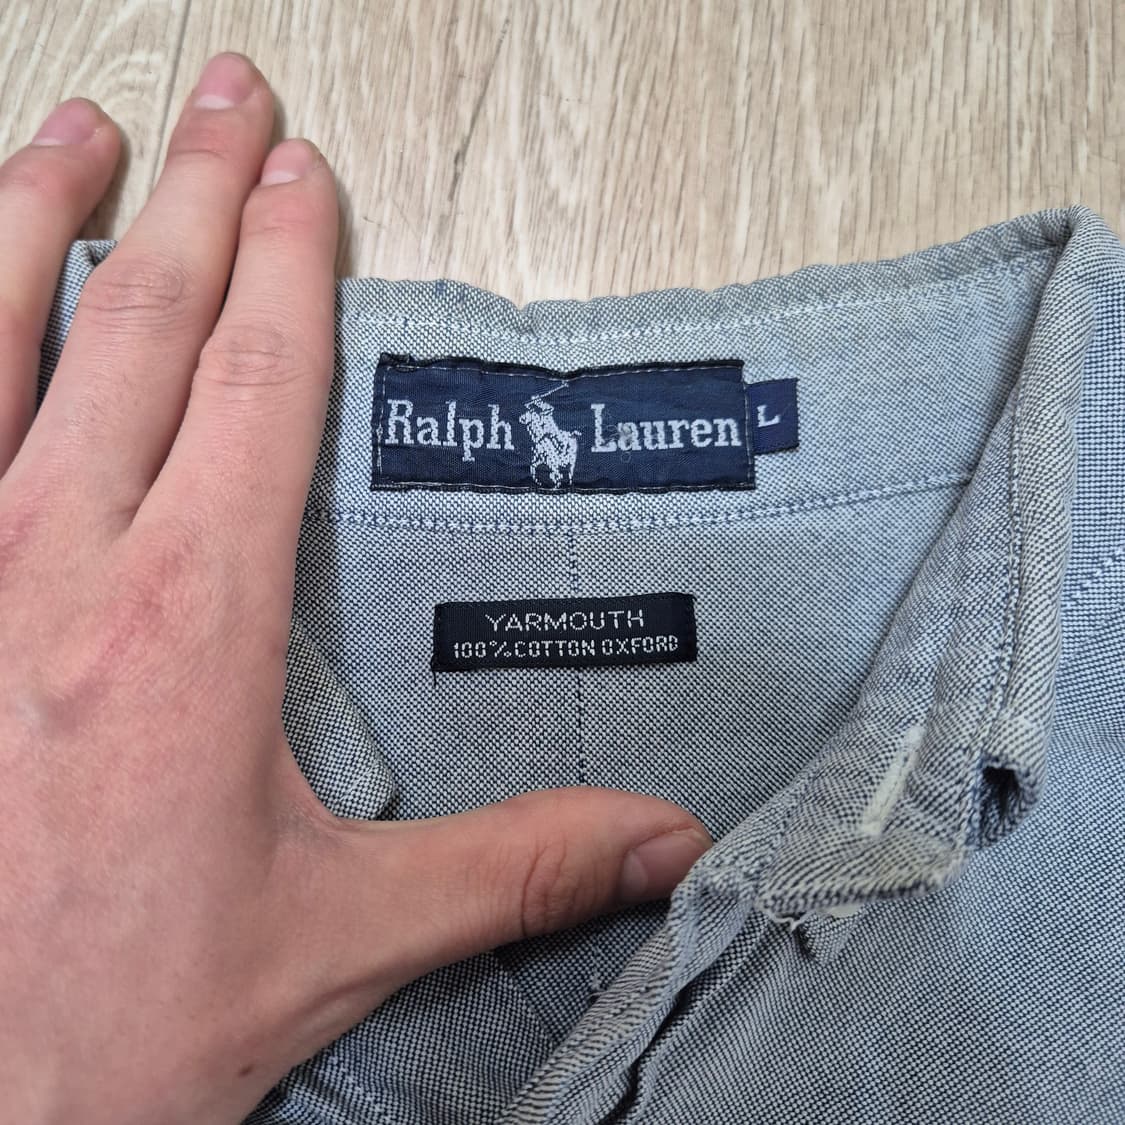 Ralph Lauren
L
YARMOUTH
100% COTTON OXFORD